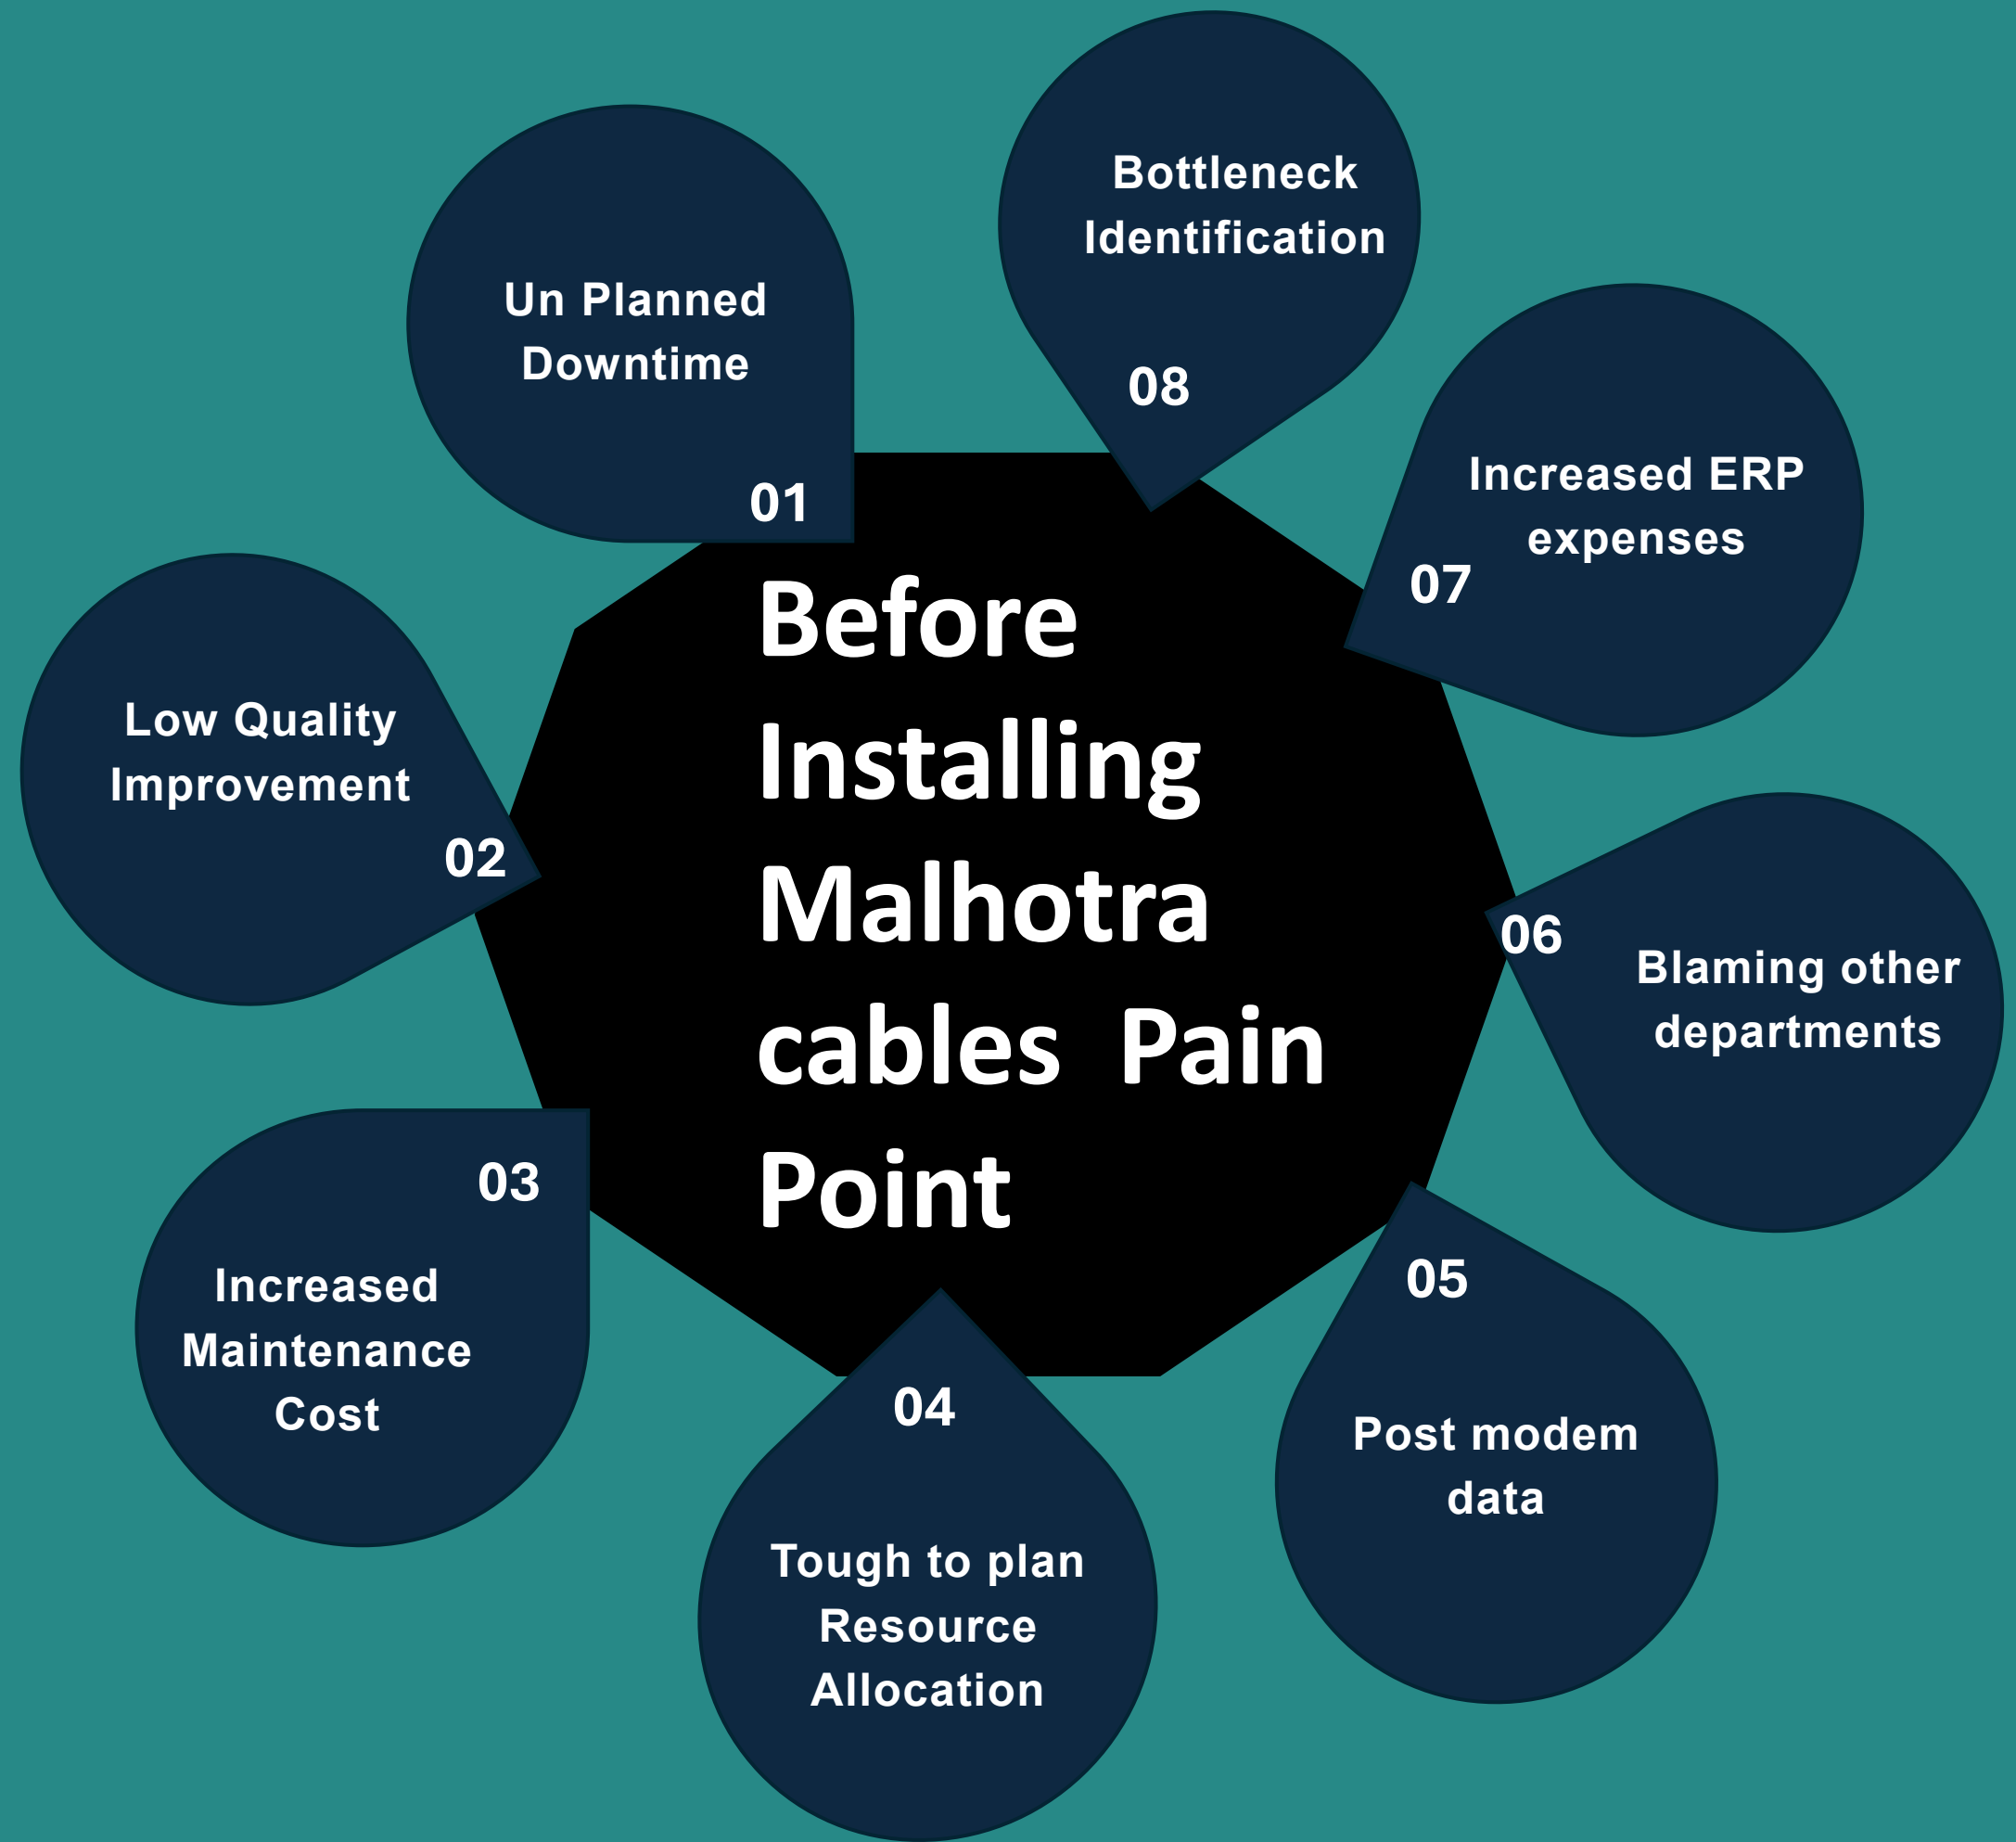 Bottleneck
Identification
08
Un Planned
Downtime
01
Increased ERP
expenses
07
Low Quality
Improvement
02
Before
Installing
Malhotra
cables Pain
Point
06
Blaming other
departments
03
Increased
Maintenance
Cost
05
Post modem
data
04
Tough to plan
Resource
Allocation